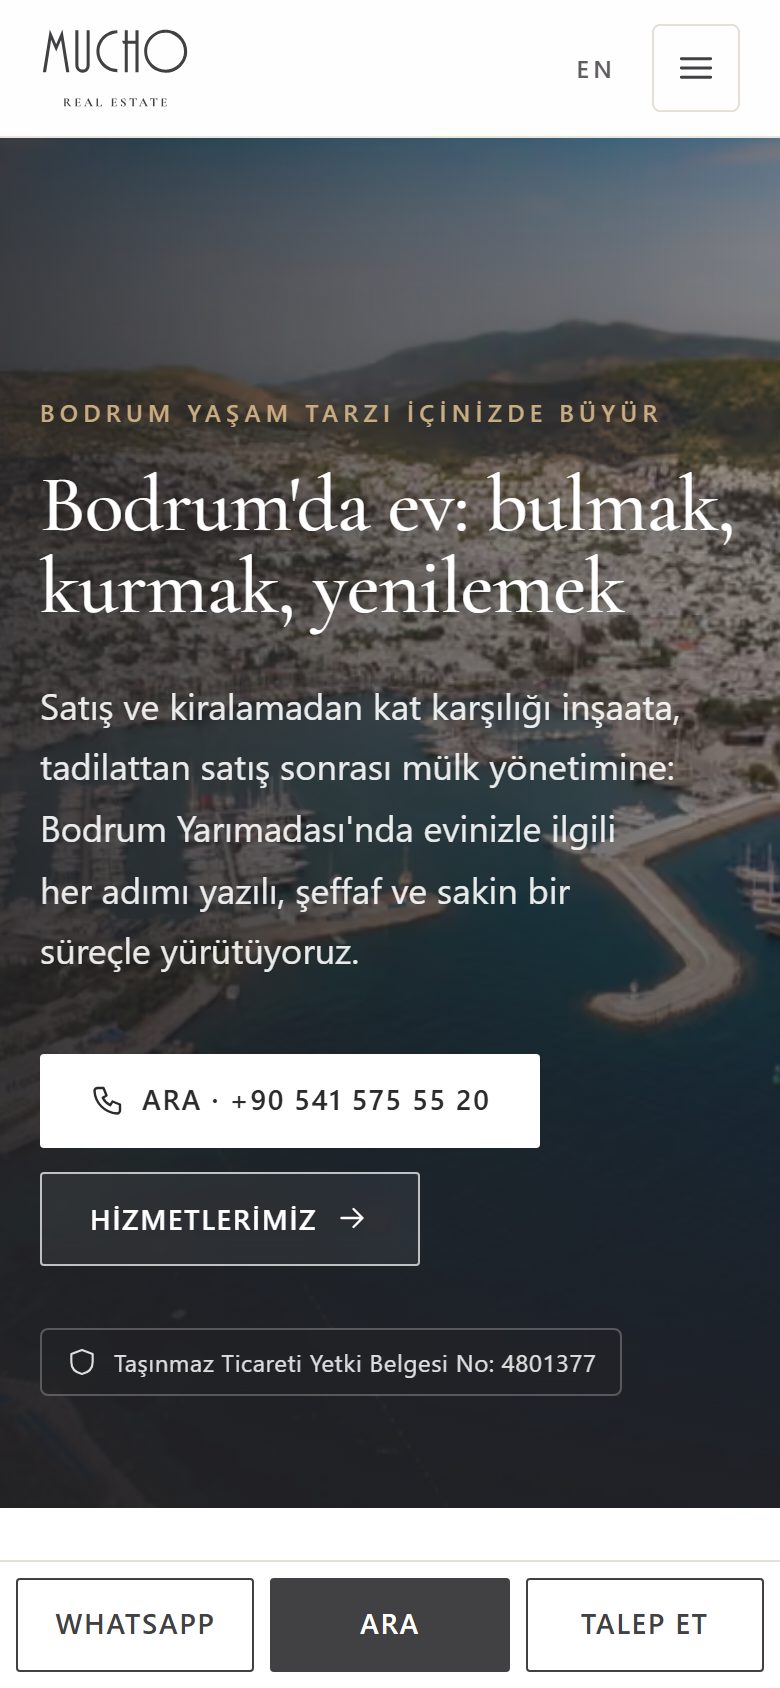 MUCHO
REAL ESTATE
EN
BODRUM YAŞAM TARZI İÇİNİZDE BÜYÜR
Bodrum'da ev: bulmak,
kurmak, yenilemek
Satış ve kiralamadan kat karşılığı inşaata,
tadilattan satış sonrası mülk yönetimine:
Bodrum Yarımadası'nda evinizle ilgili
her adımı yazılı, şeffaf ve sakin bir
süreçle yürütüyoruz.
ARA · +90 541 575 55 20
HİZMETLERİMİZ →
Taşınmaz Ticareti Yetki Belgesi No: 4801377
WHATSAPP
ARA
TALEP ET